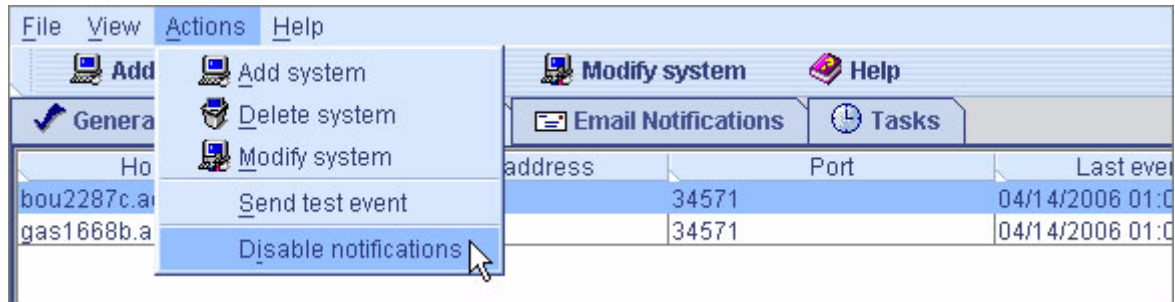 File View Actions Help
Add Modify system Help
Add system
Delete system
Modify system
Send test event
Disable notifications
Genera Email Notifications Tasks
Ho address Port Last eve
bou2287c.a 34571 04/14/2006 01:0
gas1668b.a 34571 04/14/2006 01:0